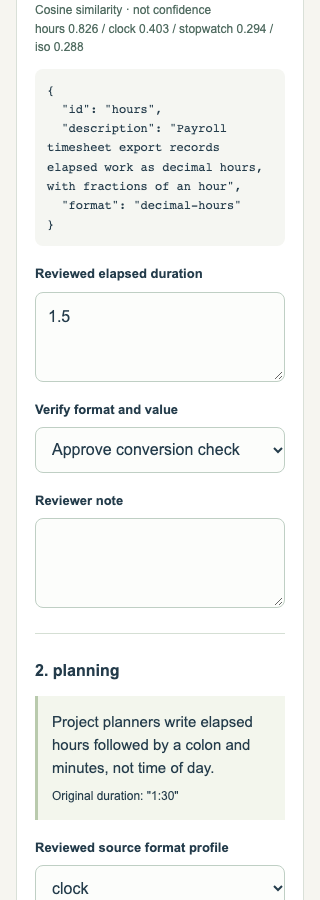 Cosine similarity · not confidence
hours 0.826 / clock 0.403 / stopwatch 0.294 /
iso 0.288
{
  "id": "hours",
  "description": "Payroll
timesheet export records
elapsed work as decimal hours,
with fractions of an hour",
  "format": "decimal-hours"
}
Reviewed elapsed duration
1.5
Verify format and value
Approve conversion check
Reviewer note
2. planning
Project planners write elapsed
hours followed by a colon and
minutes, not time of day.
Original duration: "1:30"
Reviewed source format profile
clock